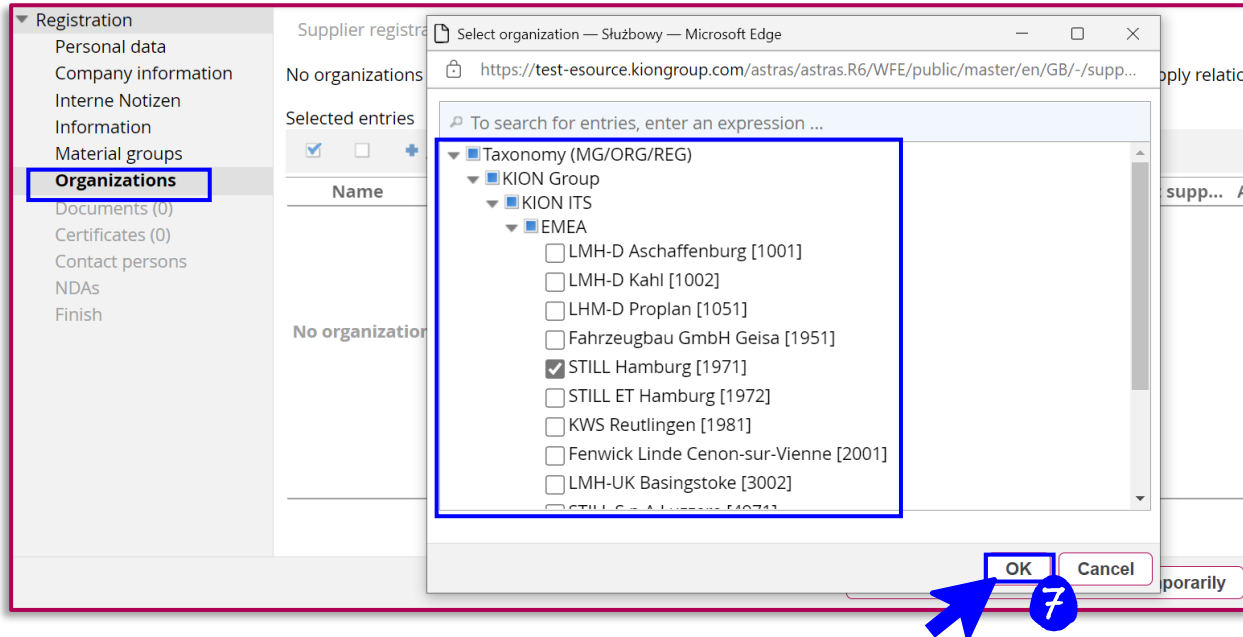 Registration
Personal data
Company information
Interne Notizen
Information
Material groups
Organizations
Documents (0)
Certificates (0)
Contact persons
NDAs
Finish
Supplier registra
No organizations
pply relatio
Selected entries
Name
supp...
No organization
Select organization — Służbowy — Microsoft Edge
https://test-esource.kiongroup.com/astras/astras.R6/WFE/public/master/en/GB/-/supp...
To search for entries, enter an expression ...
Taxonomy (MG/ORG/REG)
KION Group
KION ITS
EMEA
LMH-D Aschaffenburg [1001]
LMH-D Kahl [1002]
LHM-D Proplan [1051]
Fahrzeugbau GmbH Geisa [1951]
STILL Hamburg [1971]
STILL ET Hamburg [1972]
KWS Reutlingen [1981]
Fenwick Linde Cenon-sur-Vienne [2001]
LMH-UK Basingstoke [3002]
OK
Cancel
porarily
7